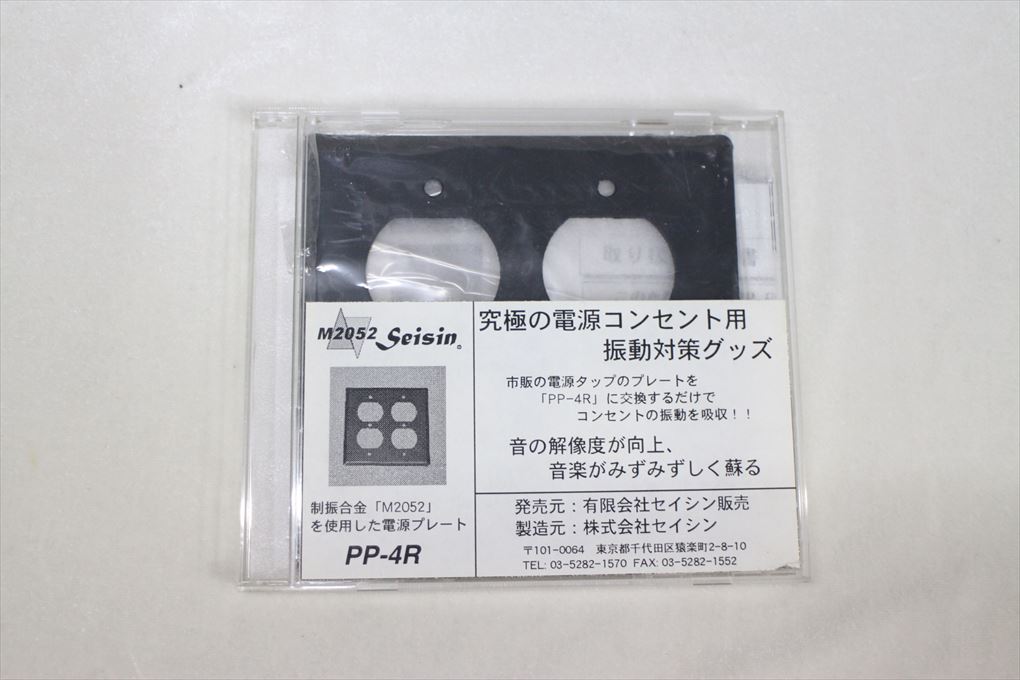 M2052 Seisin
究極の電源コンセント用
振動対策グッズ
市販の電源タップのプレートを
「PP-4R」に交換するだけで
コンセントの振動を吸収！！
音の解像度が向上、
音楽がみずみずしく蘇る
制振合金「M2052」
を使用した電源プレート
PP-4R
発売元：有限会社セイシン販売
製造元：株式会社セイシン
〒101-0064 東京都千代田区猿楽町2-8-10
TEL: 03-5282-1570 FAX: 03-5282-1552